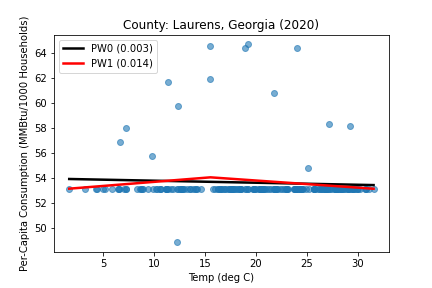 County: Laurens, Georgia (2020)
PW0 (0.003)
PW1 (0.014)
Per-Capita Consumption (MMBtu/1000 Households)
64
62
60
58
56
54
52
50
5 10 15 20 25 30
Temp (deg C)